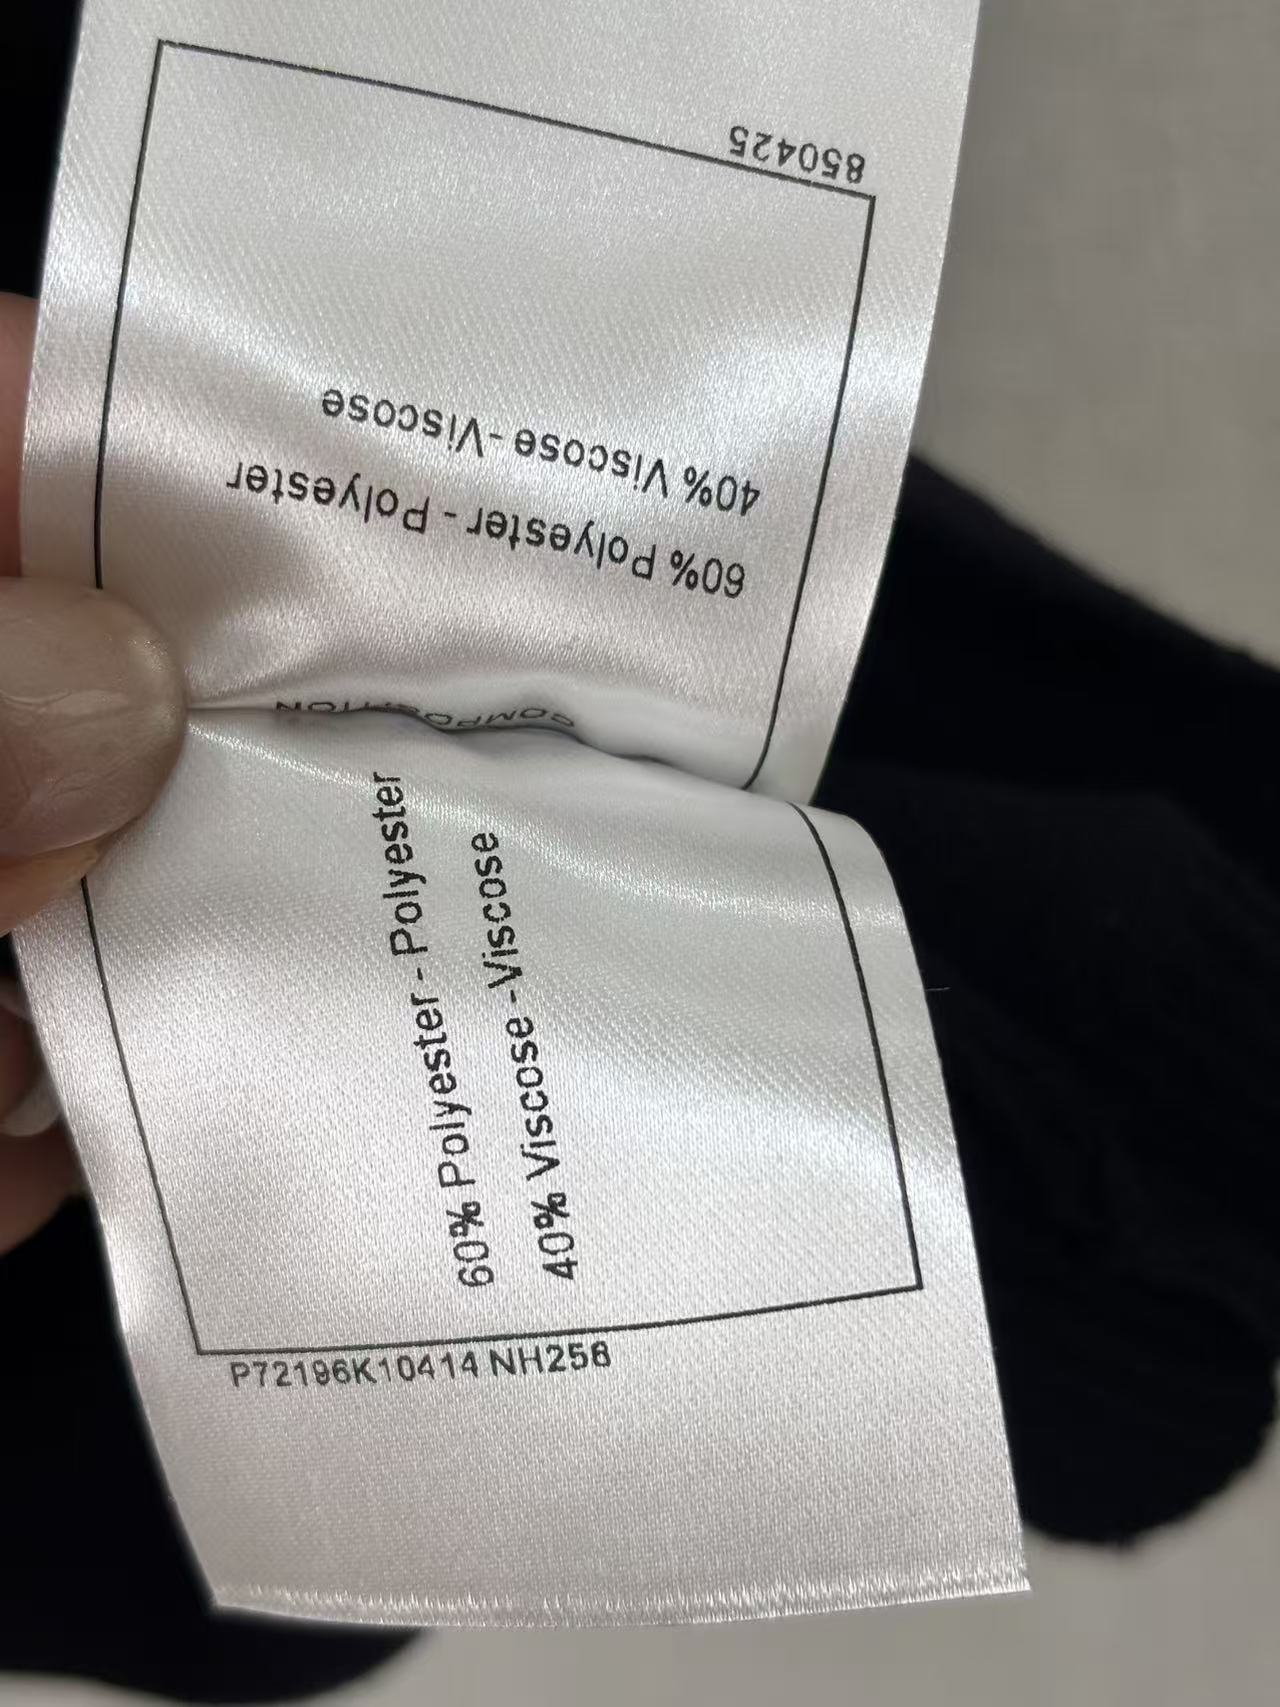 850425
COMPOSITION
60% Polyester - Polyester
40% Viscose - Viscose
60% Polyester - Polyester
40% Viscose - Viscose
P72196K10414 NH256